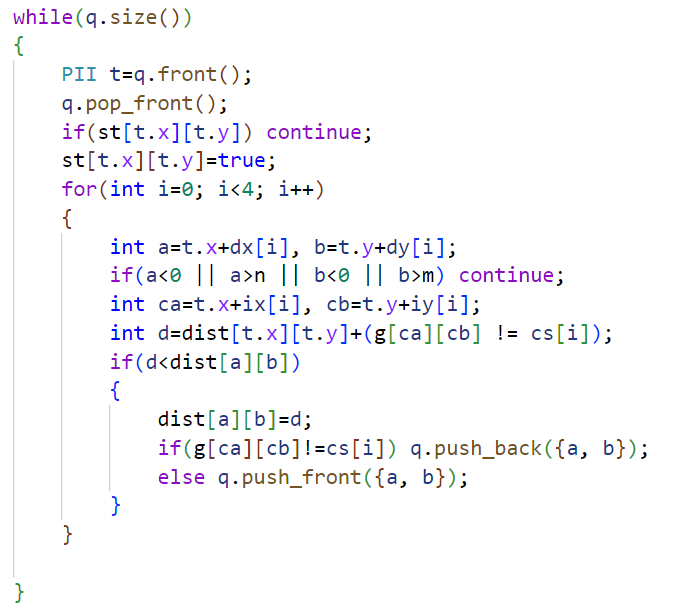 while(q.size())
{
    PII t=q.front();
    q.pop_front();
    if(st[t.x][t.y]) continue;
    st[t.x][t.y]=true;
    for(int i=0; i<4; i++)
    {
        int a=t.x+dx[i], b=t.y+dy[i];
        if(a<0 || a>n || b<0 || b>m) continue;
        int ca=t.x+ix[i], cb=t.y+iy[i];
        int d=dist[t.x][t.y]+(g[ca][cb] != cs[i]);
        if(d<dist[a][b])
        {
            dist[a][b]=d;
            if(g[ca][cb]!=cs[i]) q.push_back({a, b});
            else q.push_front({a, b});
        }
    }
}